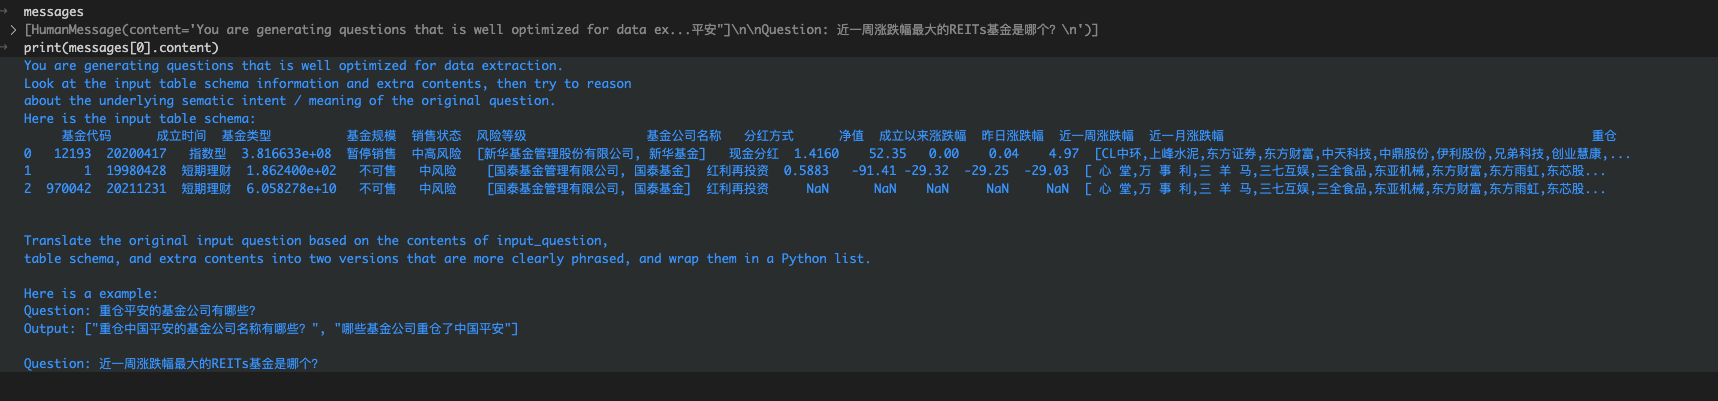 messages
[HumanMessage(content='You are generating questions that is well optimized for data ex...平安"]\n\nQuestion: 近一周涨跌幅最大的REITs基金是哪个? \n')]
print(messages[0].content)
You are generating questions that is well optimized for data extraction.
Look at the input table schema information and extra contents, then try to reason
about the underlying sematic intent / meaning of the original question.
Here is the input table schema:
基金代码 成立时间 基金类型 基金规模 销售状态 风险等级 基金公司名称 分红方式 净值 成立以来涨跌幅 昨日涨跌幅 近一周涨跌幅 近一月涨跌幅 重仓
0 12193 20200417 指数型 3.816633e+08 暂停销售 中高风险 [新华基金管理股份有限公司, 新华基金] 现金分红 1.4160 52.35 0.00 0.04 4.97 [CL中环,上峰水泥,东方证券,东方财富,中天科技,中鼎股份,伊利股份,兄弟科技,创业慧康,...
1 1 19980428 短期理财 1.862400e+02 不可售 中风险 [国泰基金管理有限公司, 国泰基金] 红利再投资 0.5883 -91.41 -29.32 -29.25 -29.03 [ 心 堂,万 事 利,三 羊 马,三七互娱,三全食品,东亚机械,东方财富,东方雨虹,东芯股...
2 970042 20211231 短期理财 6.058278e+10 不可售 中风险 [国泰基金管理有限公司, 国泰基金] 红利再投资 NaN NaN NaN NaN NaN [ 心 堂,万 事 利,三 羊 马,三七互娱,三全食品,东亚机械,东方财富,东方雨虹,东芯股...
Translate the original input question based on the contents of input_question,
table schema, and extra contents into two versions that are more clearly phrased, and wrap them in a Python list.
Here is a example:
Question: 重仓平安的基金公司有哪些?
Output: ["重仓中国平安的基金公司名称有哪些? ", "哪些基金公司重仓了中国平安"]
Question: 近一周涨跌幅最大的REITs基金是哪个?